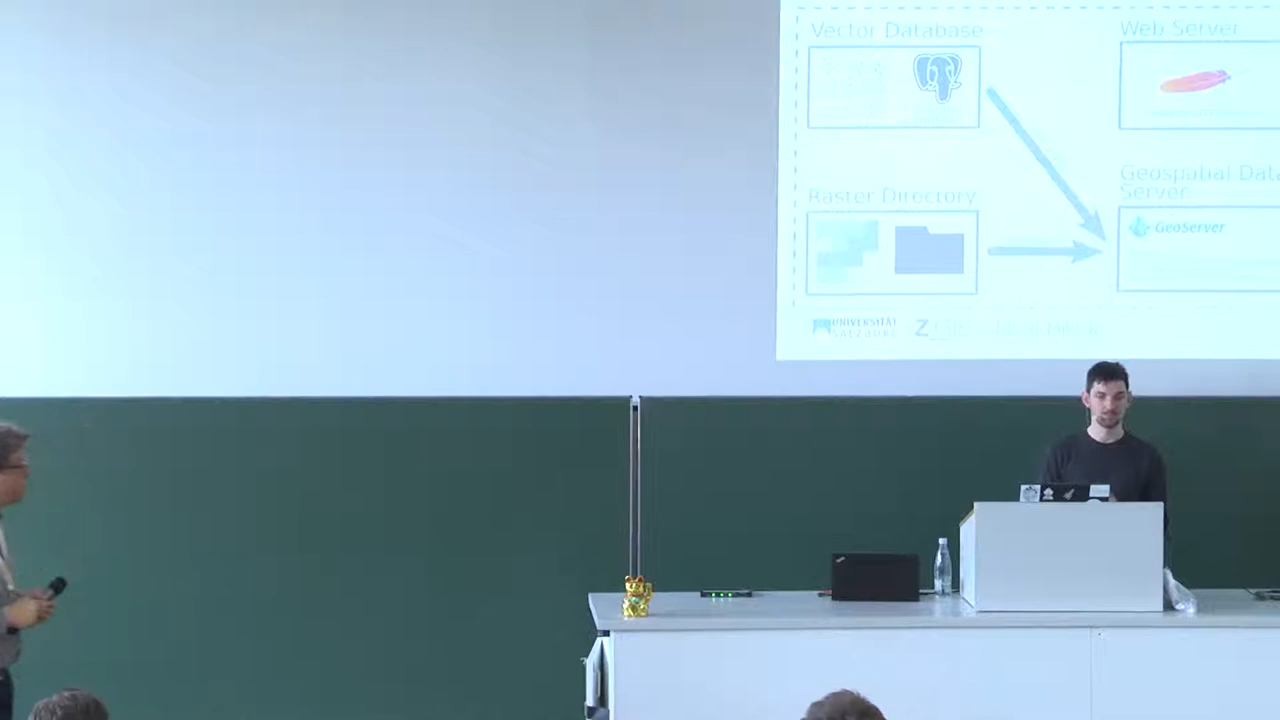 Vector Database
Web Server
Raster Directory
Geospatial Data
Server
GeoServer
UNIVERSITÄT
SALZBURG
Z